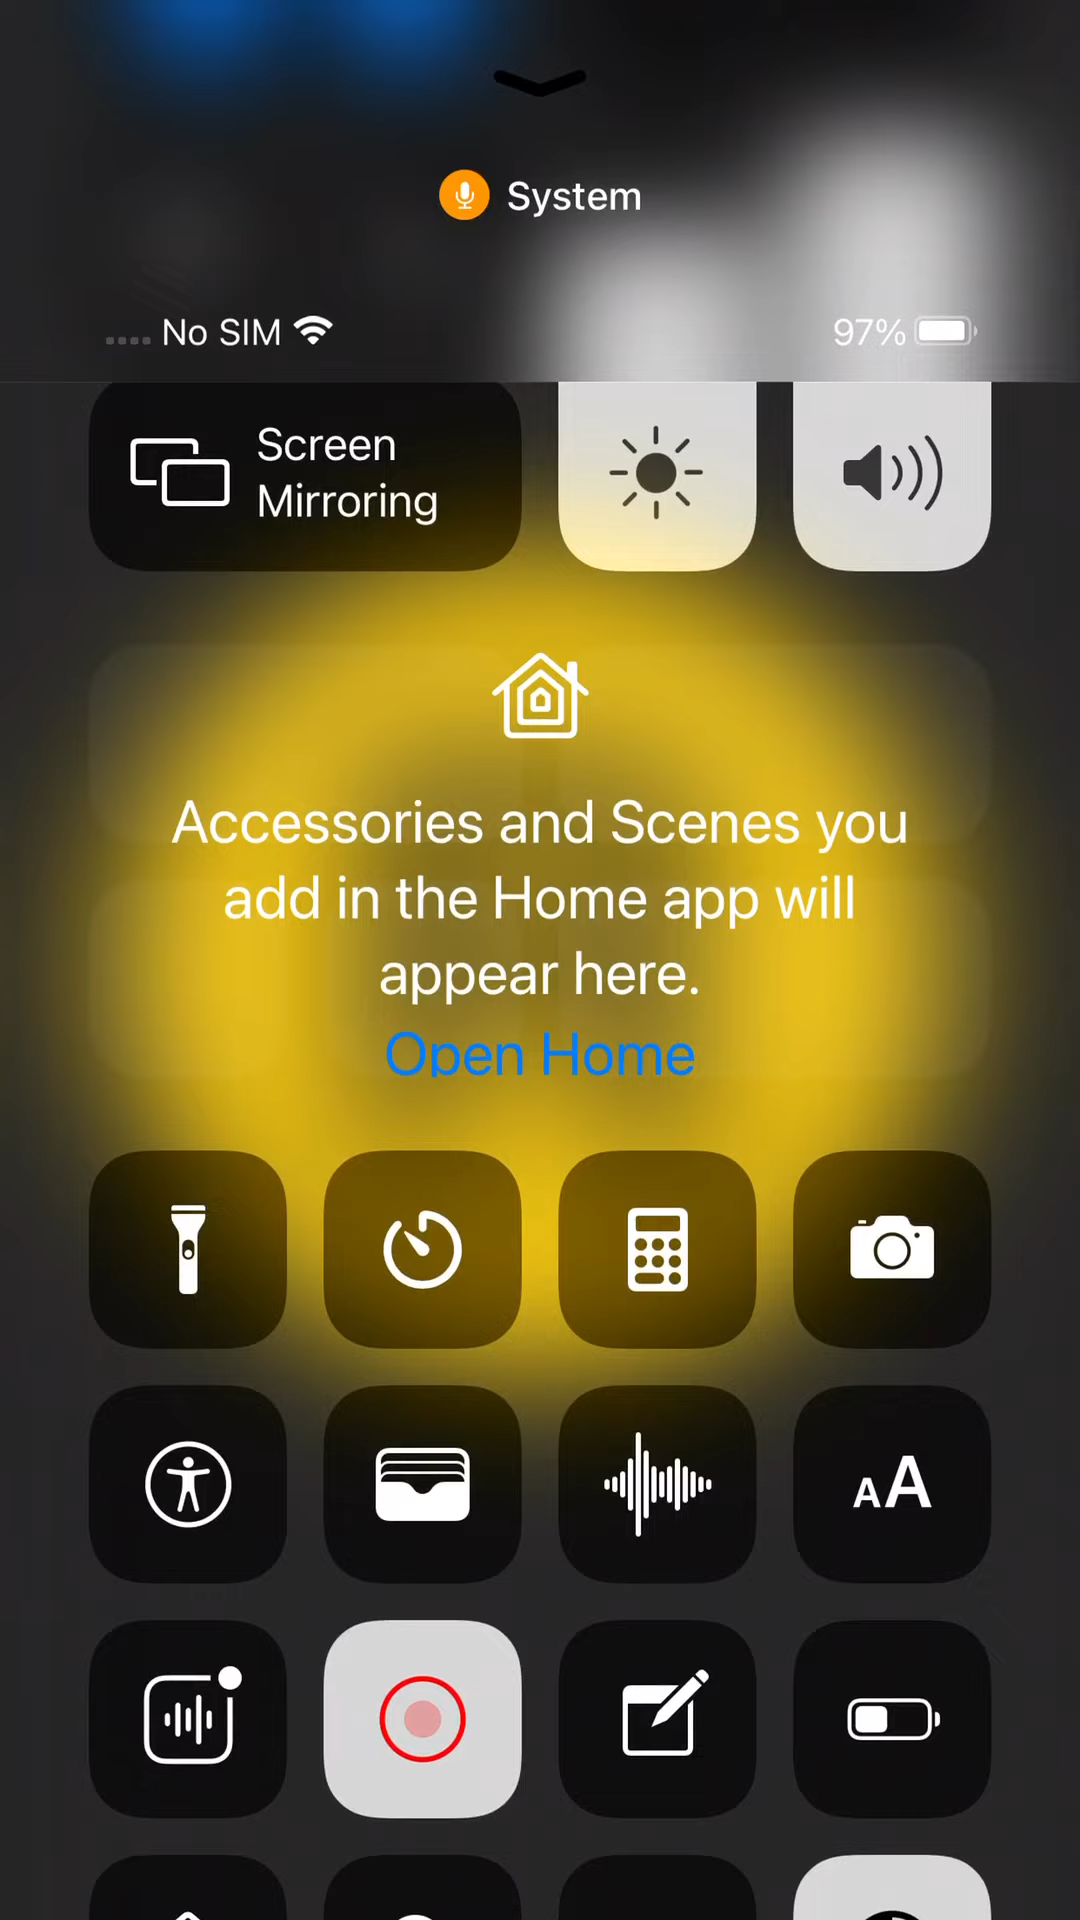 System
No SIM 97%
Screen
Mirroring
Accessories and Scenes you
add in the Home app will
appear here.
Open Home
AA